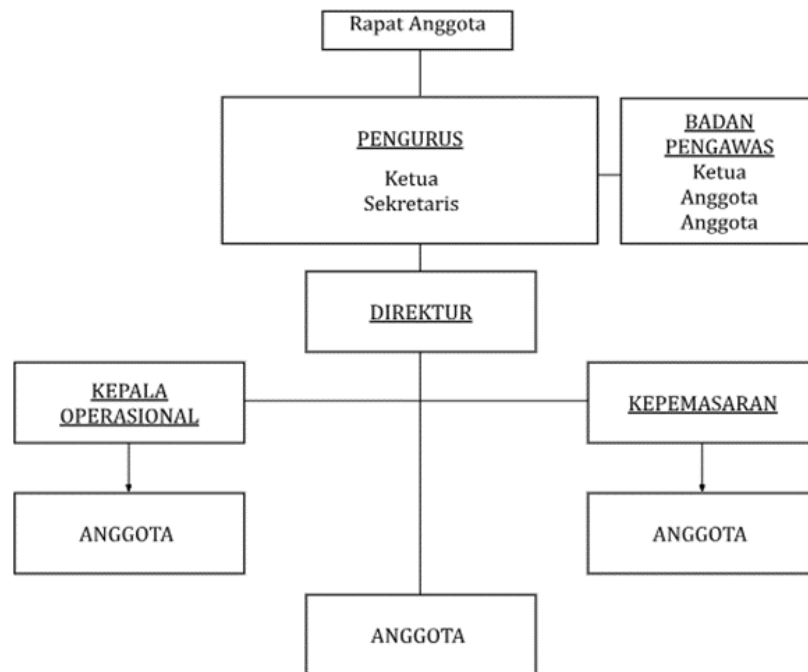 Rapat Anggota
PENGURUS
Ketua
Sekretaris
BADAN
PENGAWAS
Ketua
Anggota
Anggota
DIREKTUR
KEPALA
OPERASIONAL
KEPEMASARAN
ANGGOTA
ANGGOTA
ANGGOTA